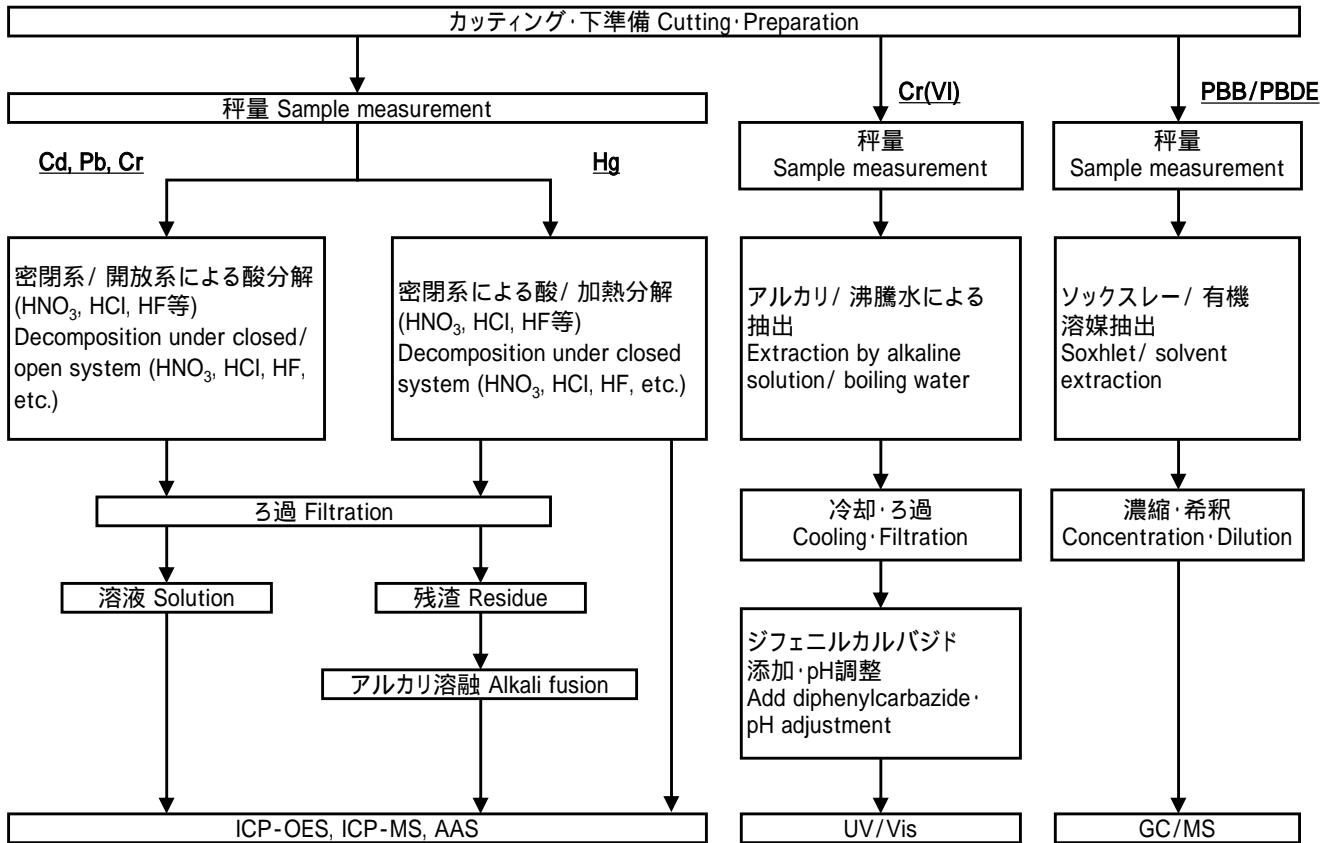 カッティング・下準備 Cutting・Preparation
秤量 Sample measurement
Cd, Pb, Cr
Hg
密閉系/ 開放系による酸分解
(HNO3, HCl, HF等)
Decomposition under closed/
open system (HNO3, HCl, HF,
etc.)
密閉系による酸/ 加熱分解
(HNO3, HCl, HF等)
Decomposition under closed
system (HNO3, HCl, HF, etc.)
ろ過 Filtration
溶液 Solution
残渣 Residue
アルカリ溶融 Alkali fusion
ICP-OES, ICP-MS, AAS
Cr(VI)
秤量
Sample measurement
アルカリ/ 沸騰水による
抽出
Extraction by alkaline
solution/ boiling water
冷却・ろ過
Cooling・Filtration
ジフェニルカルバジド
添加・pH調整
Add diphenylcarbazide・
pH adjustment
UV/Vis
PBB/PBDE
秤量
Sample measurement
ソックスレー/ 有機
溶媒抽出
Soxhlet/ solvent
extraction
濃縮・希釈
Concentration・Dilution
GC/MS